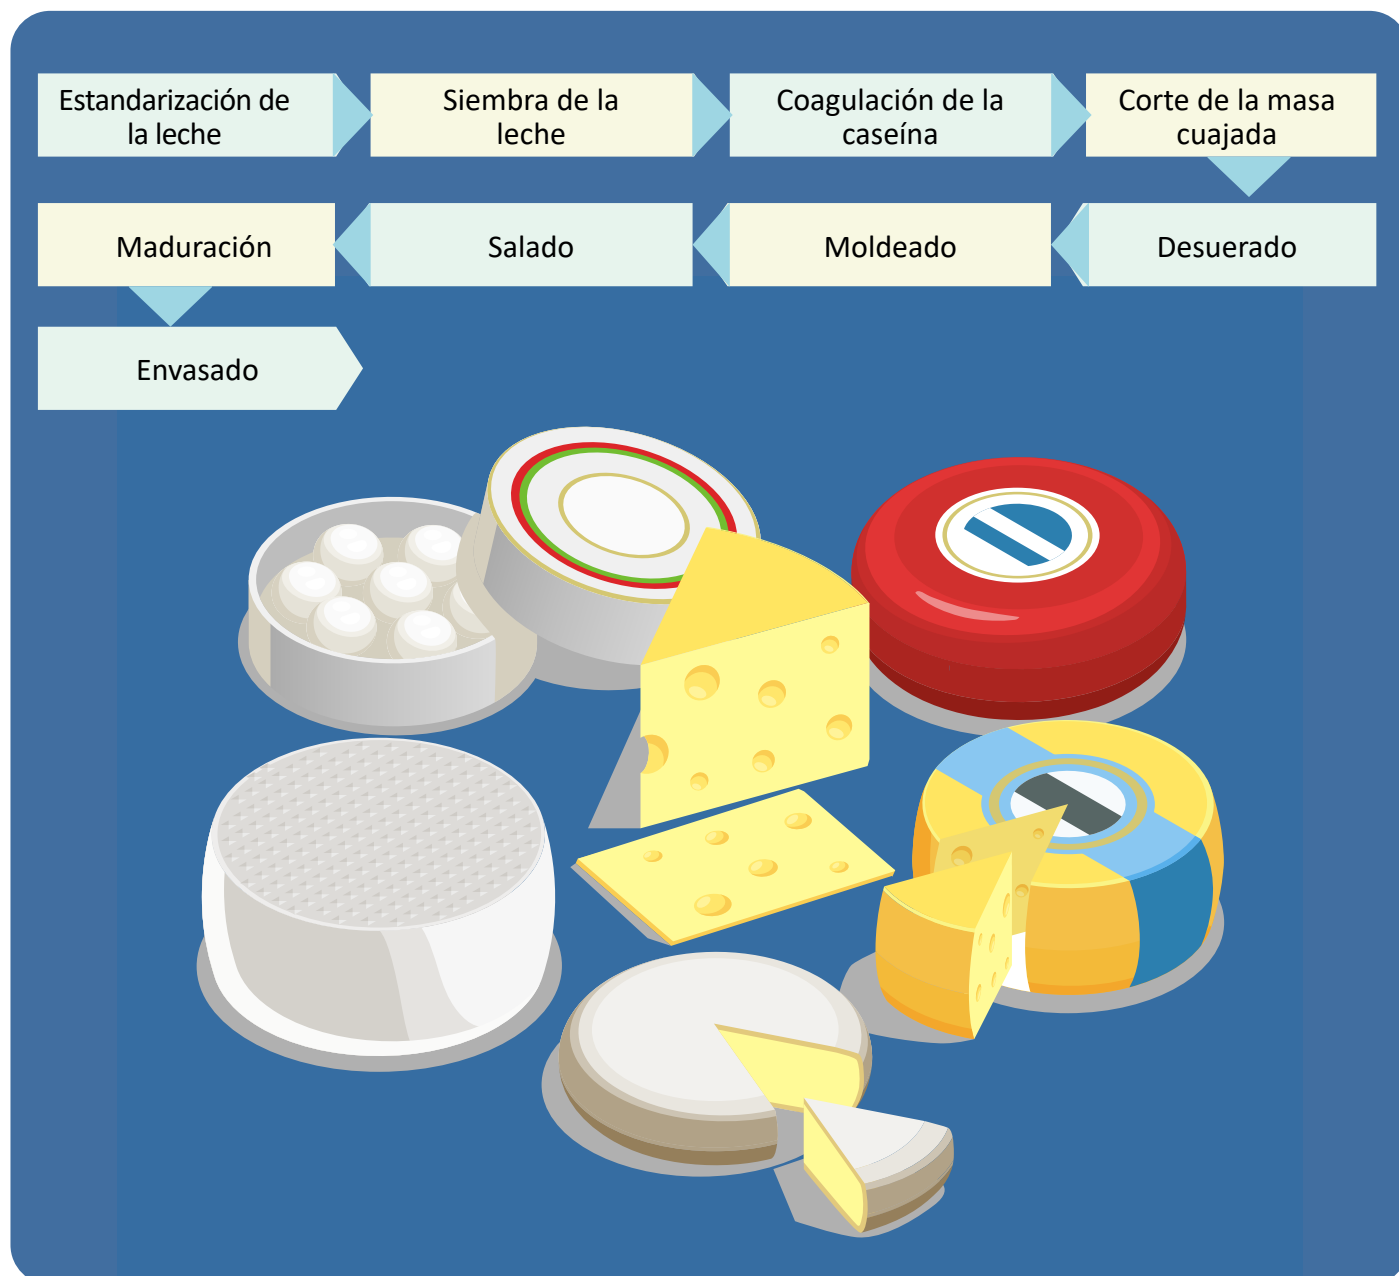 Estandarización de
la leche
Siembra de la
leche
Coagulación de la
caseína
Corte de la masa
cuajada
Desuerado
Moldeado
Salado
Maduración
Envasado